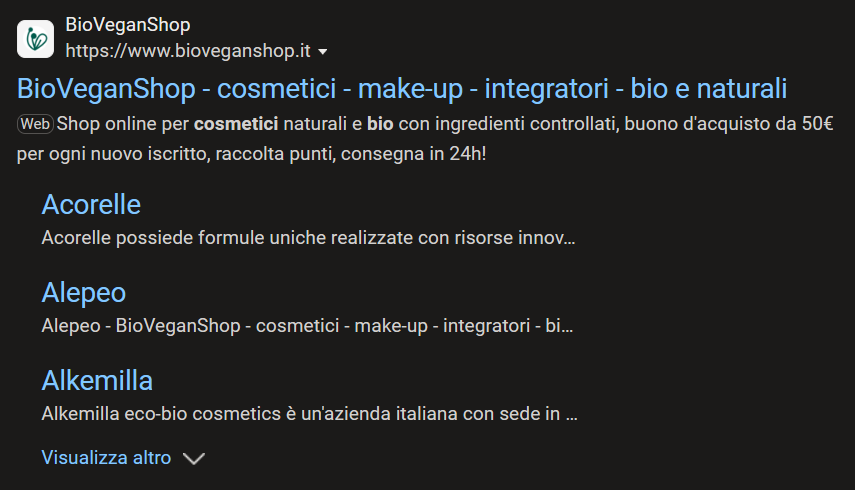 BioVeganShop
https://www.bioveganshop.it
BioVeganShop - cosmetici - make-up - integratori - bio e naturali
Web Shop online per cosmetici naturali e bio con ingredienti controllati, buono d'acquisto da 50€
per ogni nuovo iscritto, raccolta punti, consegna in 24h!
Acorelle
Acorelle possiede formule uniche realizzate con risorse innov...
Alepeo
Alepeo - BioVeganShop - cosmetici - make-up - integratori - bi...
Alkemilla
Alkemilla eco-bio cosmetics è un'azienda italiana con sede in ...
Visualizza altro